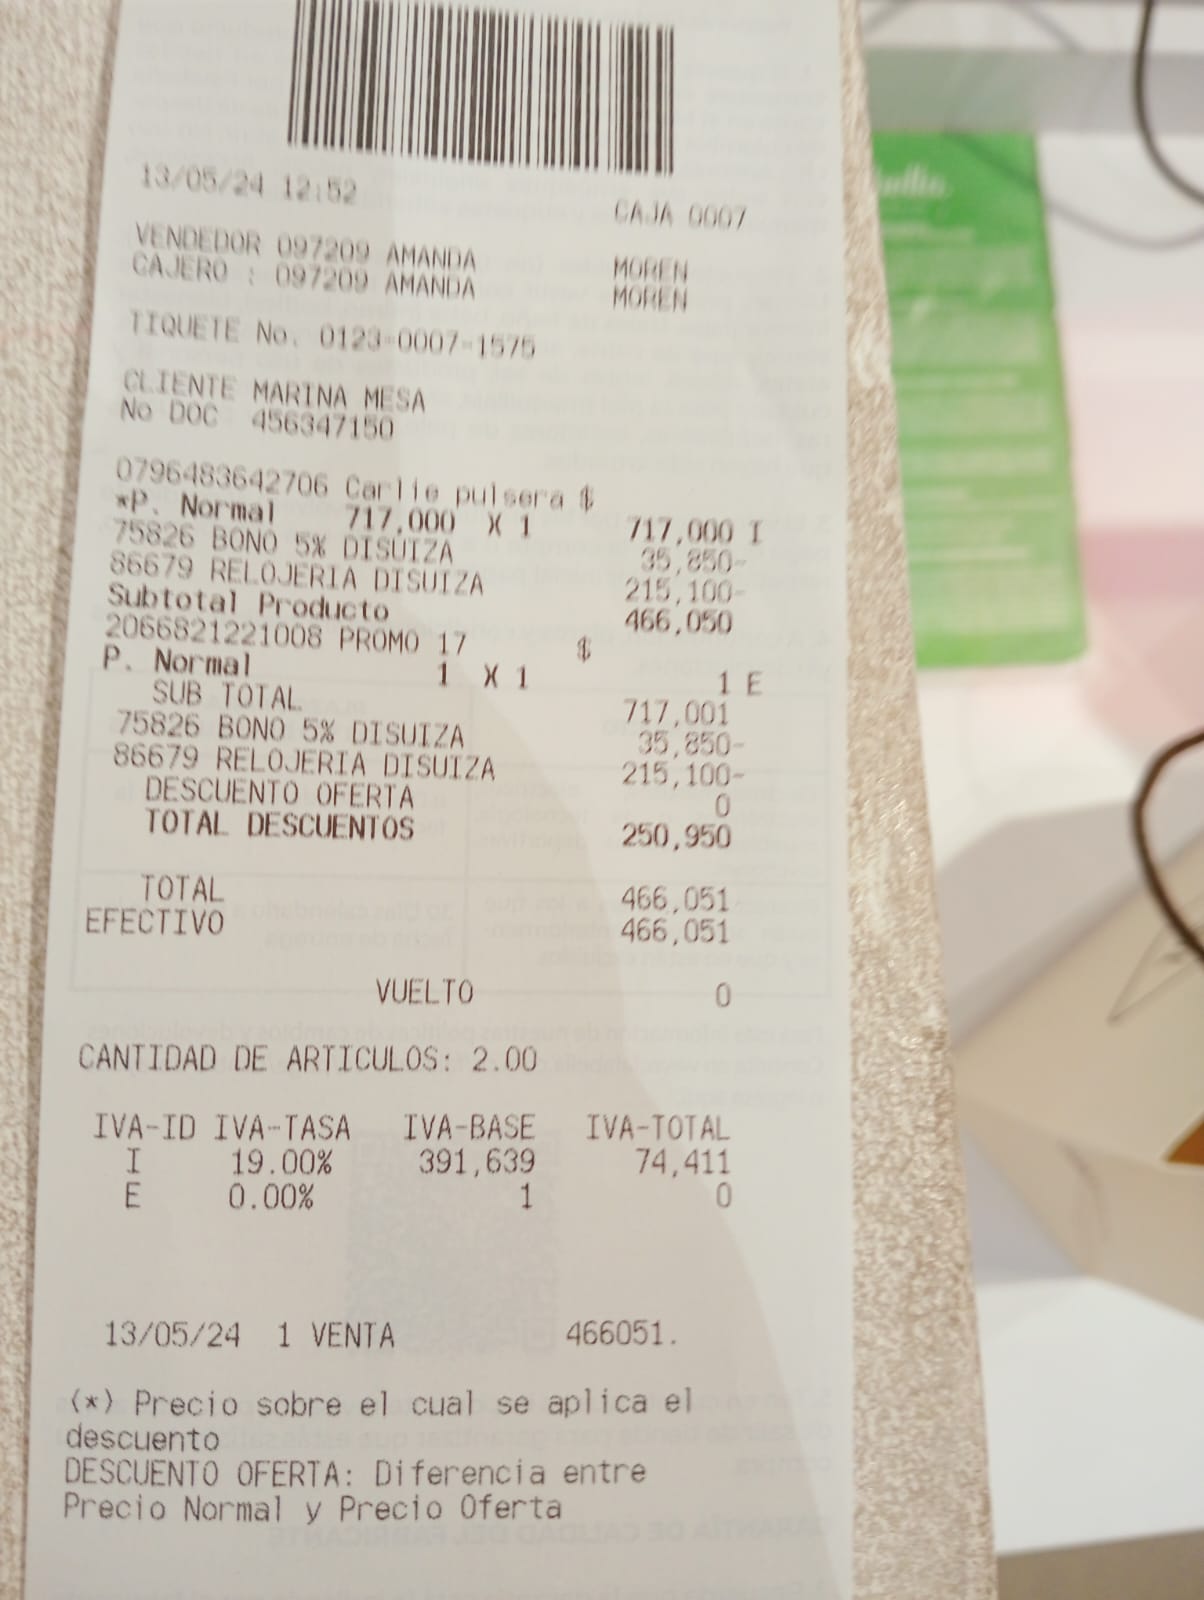 13/05/24 12:52 CAJA 0007
VENDEDOR 097209 AMANDA MOREN
CAJERO : 097209 AMANDA MOREN
TIQUETE No. 0123-0007-1575
CLIENTE MARINA MESA
No DOC 456347150
0796483642706 Carlie pulsera $
*P. Normal 717,000 X 1 717,000 I
75826 BONO 5% DISUIZA 35,850-
86679 RELOJERIA DISUIZA 215,100-
Subtotal Producto 466,050
2066821221008 PROMO 17 $
P. Normal 1 X 1 1 E
SUB TOTAL 717,001
75826 BONO 5% DISUIZA 35,850-
86679 RELOJERIA DISUIZA 215,100-
DESCUENTO OFERTA 0
TOTAL DESCUENTOS 250,950
TOTAL 466,051
EFECTIVO 466,051
VUELTO 0
CANTIDAD DE ARTICULOS: 2.00
IVA-ID IVA-TASA IVA-BASE IVA-TOTAL
I 19.00% 391,639 74,411
E 0.00% 1 0
13/05/24 1 VENTA 466051.
(*) Precio sobre el cual se aplica el
descuento
DESCUENTO OFERTA: Diferencia entre
Precio Normal y Precio Oferta